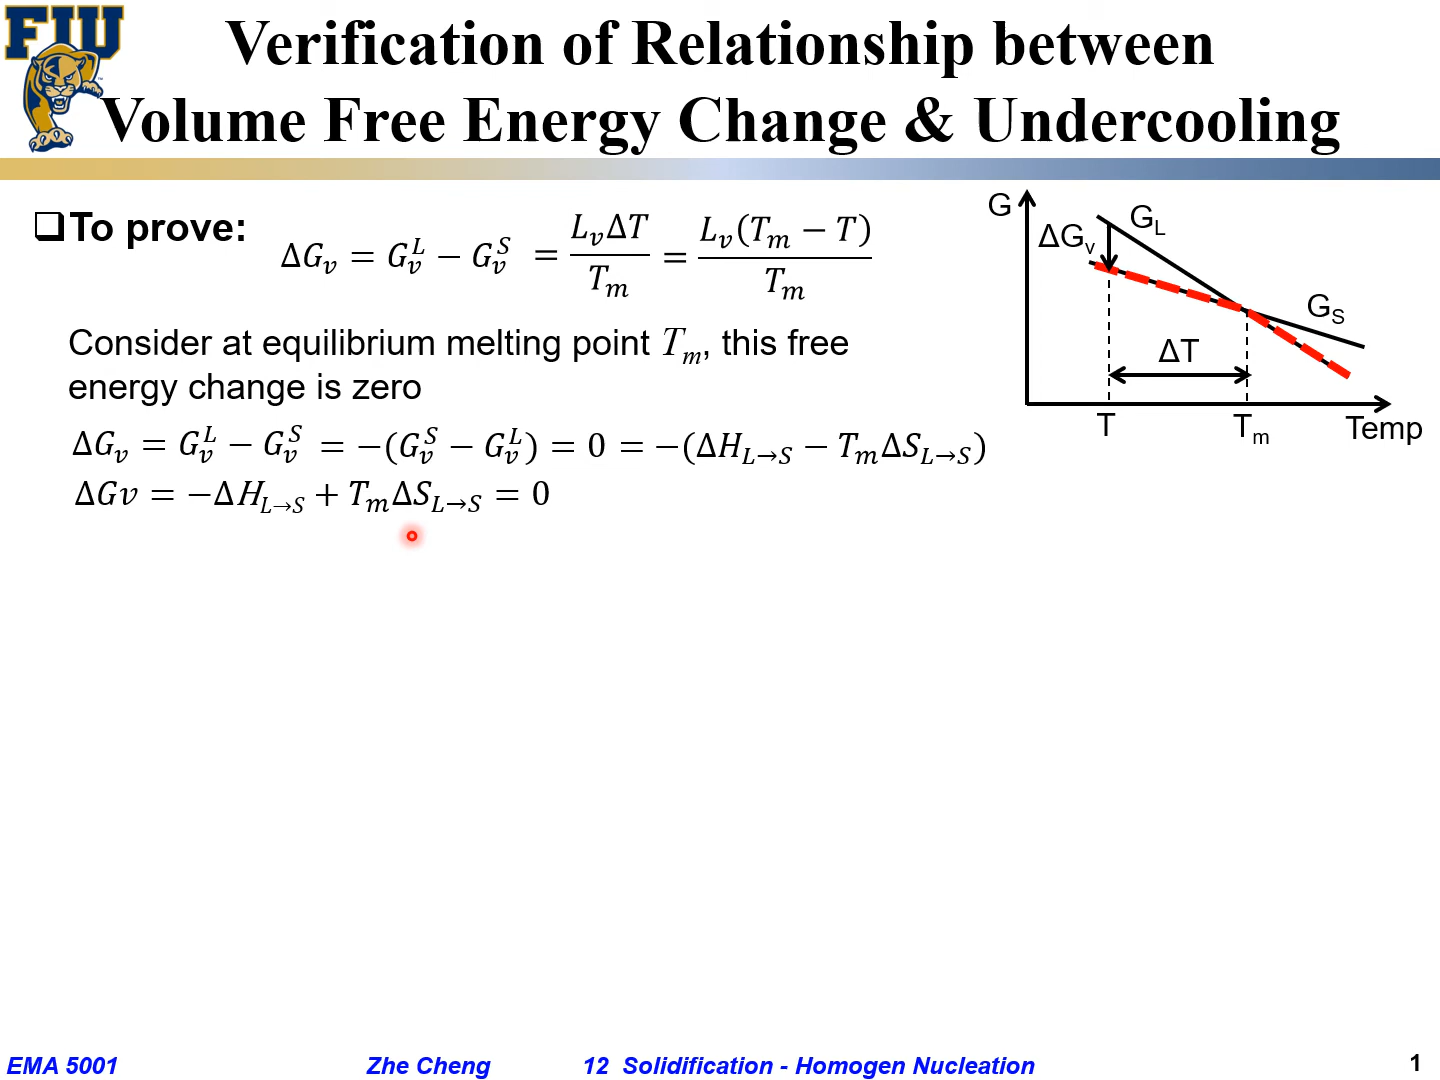 FIU
Verification of Relationship between
Volume Free Energy Change & Undercooling
❑To prove:
ΔG_v = G_v^L − G_v^S = L_vΔT / T_m = L_v(T_m − T) / T_m
Consider at equilibrium melting point T_m, this free
energy change is zero
ΔG_v = G_v^L − G_v^S = −(G_v^S − G_v^L) = 0 = −(ΔH_{L→S} − T_mΔS_{L→S})
ΔGv = −ΔH_{L→S} + T_mΔS_{L→S} = 0
G
G_L
ΔG_v
G_S
ΔT
T
T_m
Temp
EMA 5001
Zhe Cheng
12 Solidification - Homogen Nucleation
1